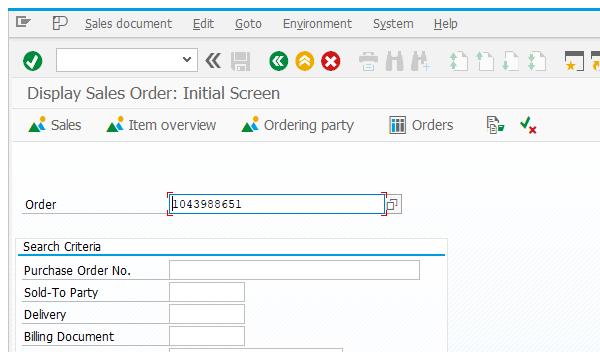 Sales document Edit Goto Environment System Help
Display Sales Order: Initial Screen
Sales Item overview Ordering party Orders
Order 1043988651
Search Criteria
Purchase Order No.
Sold-To Party
Delivery
Billing Document